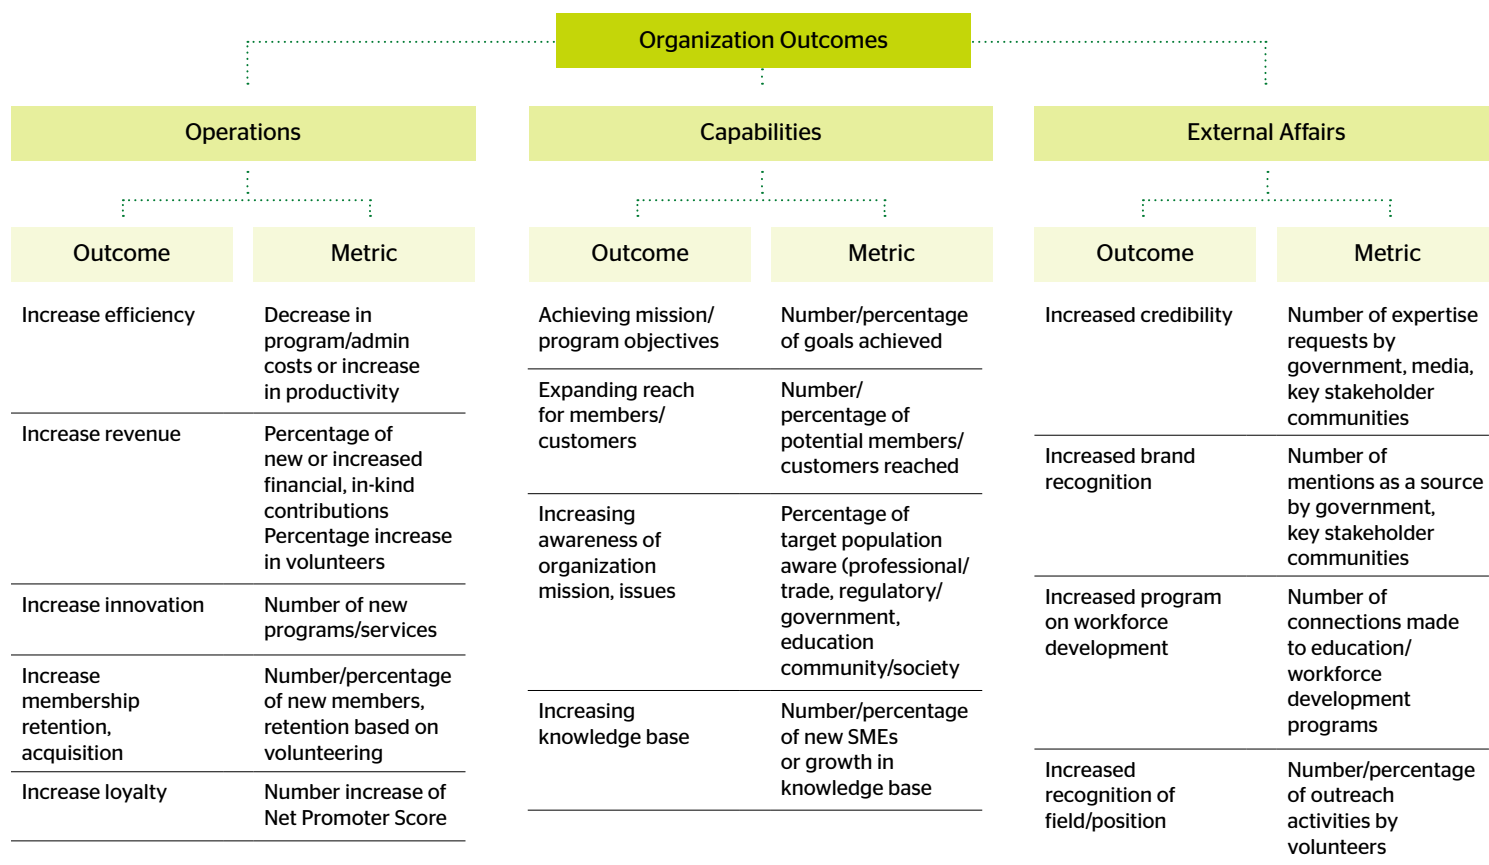 Organization Outcomes
Operations
Capabilities
External Affairs
Outcome
Metric
Outcome
Metric
Outcome
Metric
Increase efficiency
Decrease in
program/admin
costs or increase
in productivity
Increase revenue
Percentage of
new or increased
financial, in-kind
contributions
Percentage increase
in volunteers
Increase innovation
Number of new
programs/services
Increase
membership
retention,
acquisition
Number/percentage
of new members,
retention based on
volunteering
Increase loyalty
Number increase of
Net Promoter Score
Achieving mission/
program objectives
Number/percentage
of goals achieved
Expanding reach
for members/
customers
Number/
percentage of
potential members/
customers reached
Increasing
awareness of
organization
mission, issues
Percentage of
target population
aware (professional/
trade, regulatory/
government,
education
community/society
Increasing
knowledge base
Number/percentage
of new SMEs
or growth in
knowledge base
Increased credibility
Number of expertise
requests by
government, media,
key stakeholder
communities
Increased brand
recognition
Number of
mentions as a source
by government,
key stakeholder
communities
Increased program
on workforce
development
Number of
connections made
to education/
workforce
development
programs
Increased
recognition of
field/position
Number/percentage
of outreach
activities by
volunteers